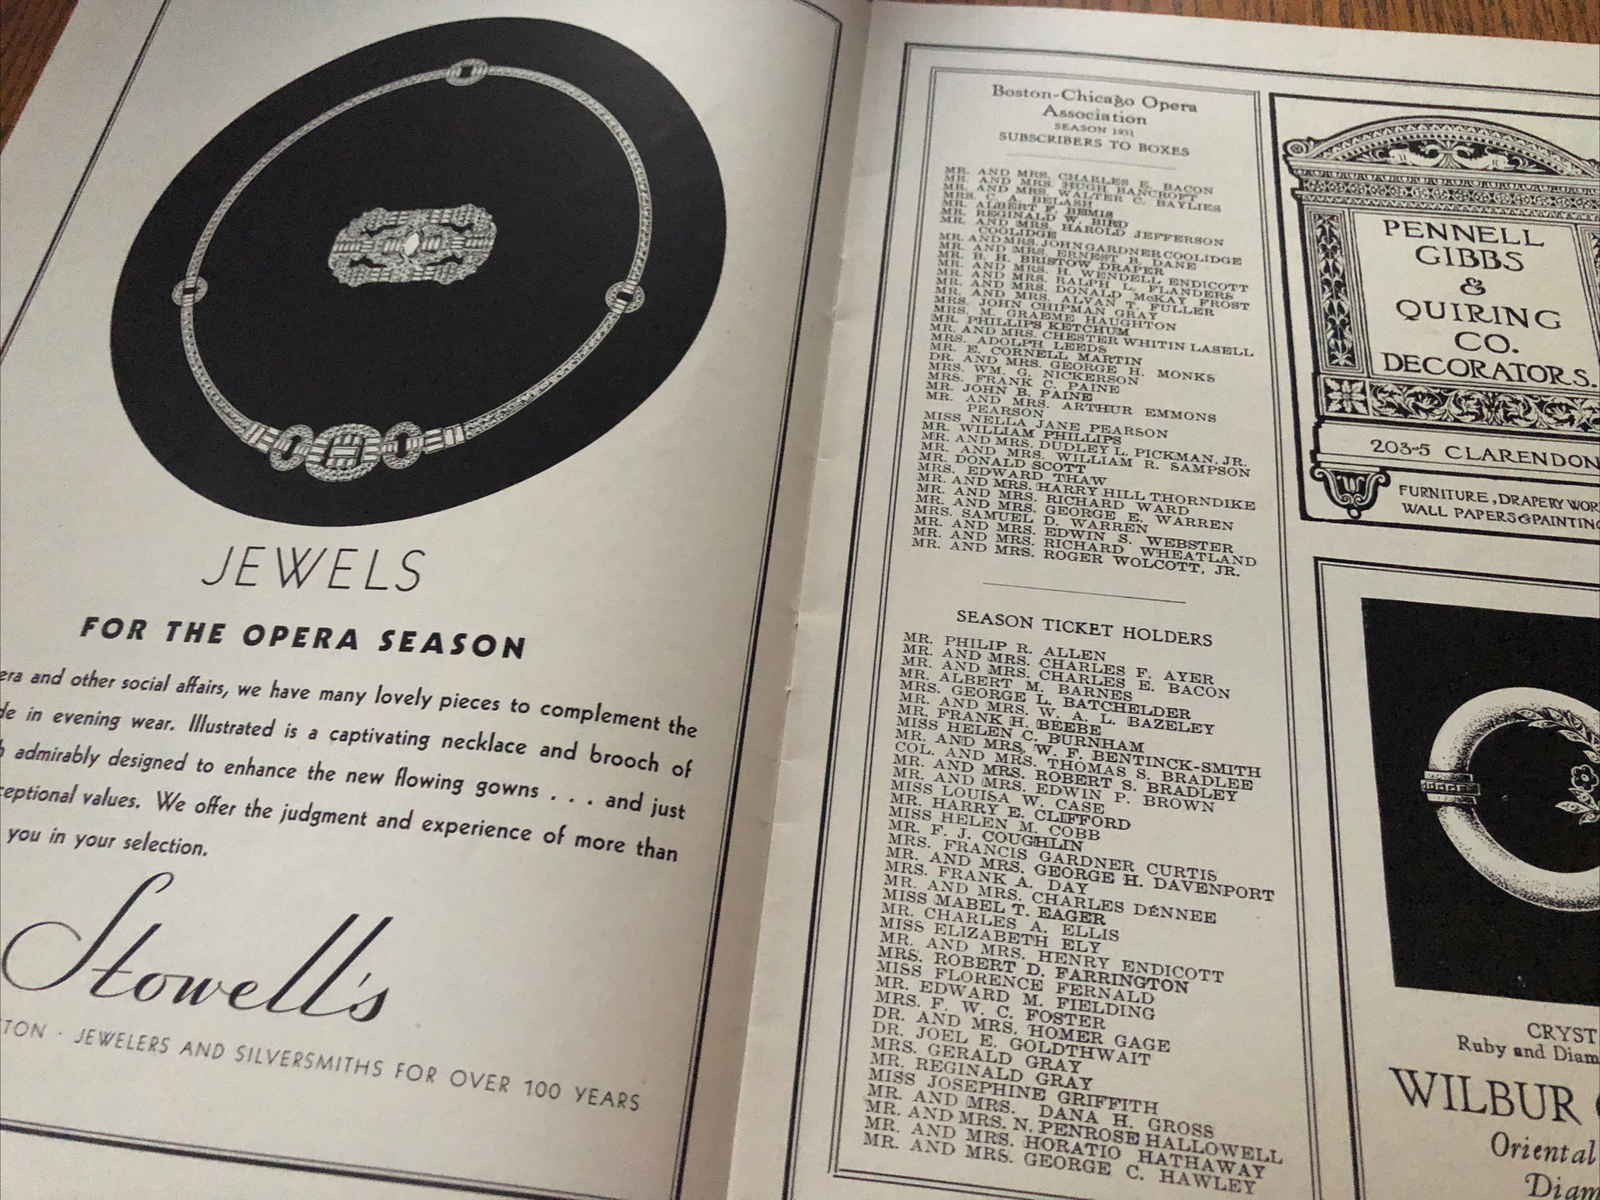 JEWELS
FOR THE OPERA SEASON
and other social affairs, we have many lovely pieces to complement the
in evening wear. Illustrated is a captivating necklace and brooch of
admirably designed to enhance the new flowing gowns . . . and just
values. We offer the judgment and experience of more than
you in your selection.
Stowell's
· JEWELERS AND SILVERSMITHS FOR OVER 100 YEARS
Boston-Chicago Opera
Association
SEASON 1931
SUBSCRIBERS TO BOXES
MR. AND MRS. CHARLES E. BACON
MR. AND MRS. HUGH BANCROFT
MR. AND MRS. WALTER C. BAYLIES
MRS. C. A. BELASH
MR. ALBERT F. BEMIS
MR. REGINALD W. BIRD
MR. AND MRS. HAROLD JEFFERSON
COOLIDGE
MR. AND MRS. JOHN GARDNER COOLIDGE
MR. AND MRS. ERNEST B. DANE
MR. B. H. BRISTOW DRAPER
MR. AND MRS. H. WENDELL ENDICOTT
MR. AND MRS. RALPH L. FLANDERS
MR. AND MRS. DONALD McKAY FROST
MR. AND MRS. ALVAN T. FULLER
MRS. JOHN CHIPMAN GRAY
MRS. M. GRAEME HAUGHTON
MR. PHILLIPS KETCHUM
MR. AND MRS. CHESTER WHITIN LASELL
MRS. ADOLPH LEEDS
MR. E. CORNELL MARTIN
DR. AND MRS. GEORGE H. MONKS
MRS. WM. G. NICKERSON
MRS. FRANK C. PAINE
MR. JOHN B. PAINE
MR. AND MRS. ARTHUR EMMONS
PEARSON
MISS NELLA JANE PEARSON
MR. WILLIAM PHILLIPS
MR. AND MRS. DUDLEY L. PICKMAN, JR.
MR. AND MRS. WILLIAM R. SAMPSON
MR. DONALD SCOTT
MRS. EDWARD THAW
MR. AND MRS. HARRY HILL THORNDIKE
MR. AND MRS. RICHARD WARD
MR. AND MRS. GEORGE E. WARREN
MRS. SAMUEL D. WARREN
MR. AND MRS. EDWIN S. WEBSTER
MR. AND MRS. RICHARD WHEATLAND
MR. AND MRS. ROGER WOLCOTT, JR.
SEASON TICKET HOLDERS
MR. PHILIP R. ALLEN
MR. AND MRS. CHARLES F. AYER
MR. AND MRS. CHARLES E. BACON
MR. ALBERT M. BARNES
MRS. GEORGE L. BATCHELDER
MR. AND MRS. W. A. L. BAZELEY
MR. FRANK H. BEEBE
MISS HELEN C. BURNHAM
MR. AND MRS. W. F. BENTINCK-SMITH
COL. AND MRS. THOMAS S. BRADLEE
MR. AND MRS. ROBERT S. BRADLEY
MR. AND MRS. EDWIN P. BROWN
MISS LOUISA W. CASE
MR. HARRY E. CLIFFORD
MISS HELEN M. COBB
MR. F. J. COUGHLIN
MRS. FRANCIS GARDNER CURTIS
MR. AND MRS. GEORGE H. DAVENPORT
MRS. FRANK A. DAY
MR. AND MRS. CHARLES DENNEE
MISS MABEL T. EAGER
MR. CHARLES A. ELLIS
MISS ELIZABETH ELY
MR. AND MRS. HENRY ENDICOTT
MRS. ROBERT D. FARRINGTON
MISS FLORENCE FERNALD
MR. EDWARD M. FIELDING
MRS. F. W. C. FOSTER
DR. AND MRS. HOMER GAGE
DR. JOEL E. GOLDTHWAIT
MRS. GERALD GRAY
MR. REGINALD GRAY
MISS JOSEPHINE GRIFFITH
MR. AND MRS. DANA H. GROSS
MR. AND MRS. N. PENROSE HALLOWELL
MR. AND MRS. HORATIO HATHAWAY
MR. AND MRS. GEORGE C. HAWLEY
PENNELL
GIBBS
&
QUIRING
CO.
DECORATORS.
203-5 CLARENDON
FURNITURE, DRAPERY
WALL PAPERS & PAINTING
Ruby and
WILBUR
Oriental